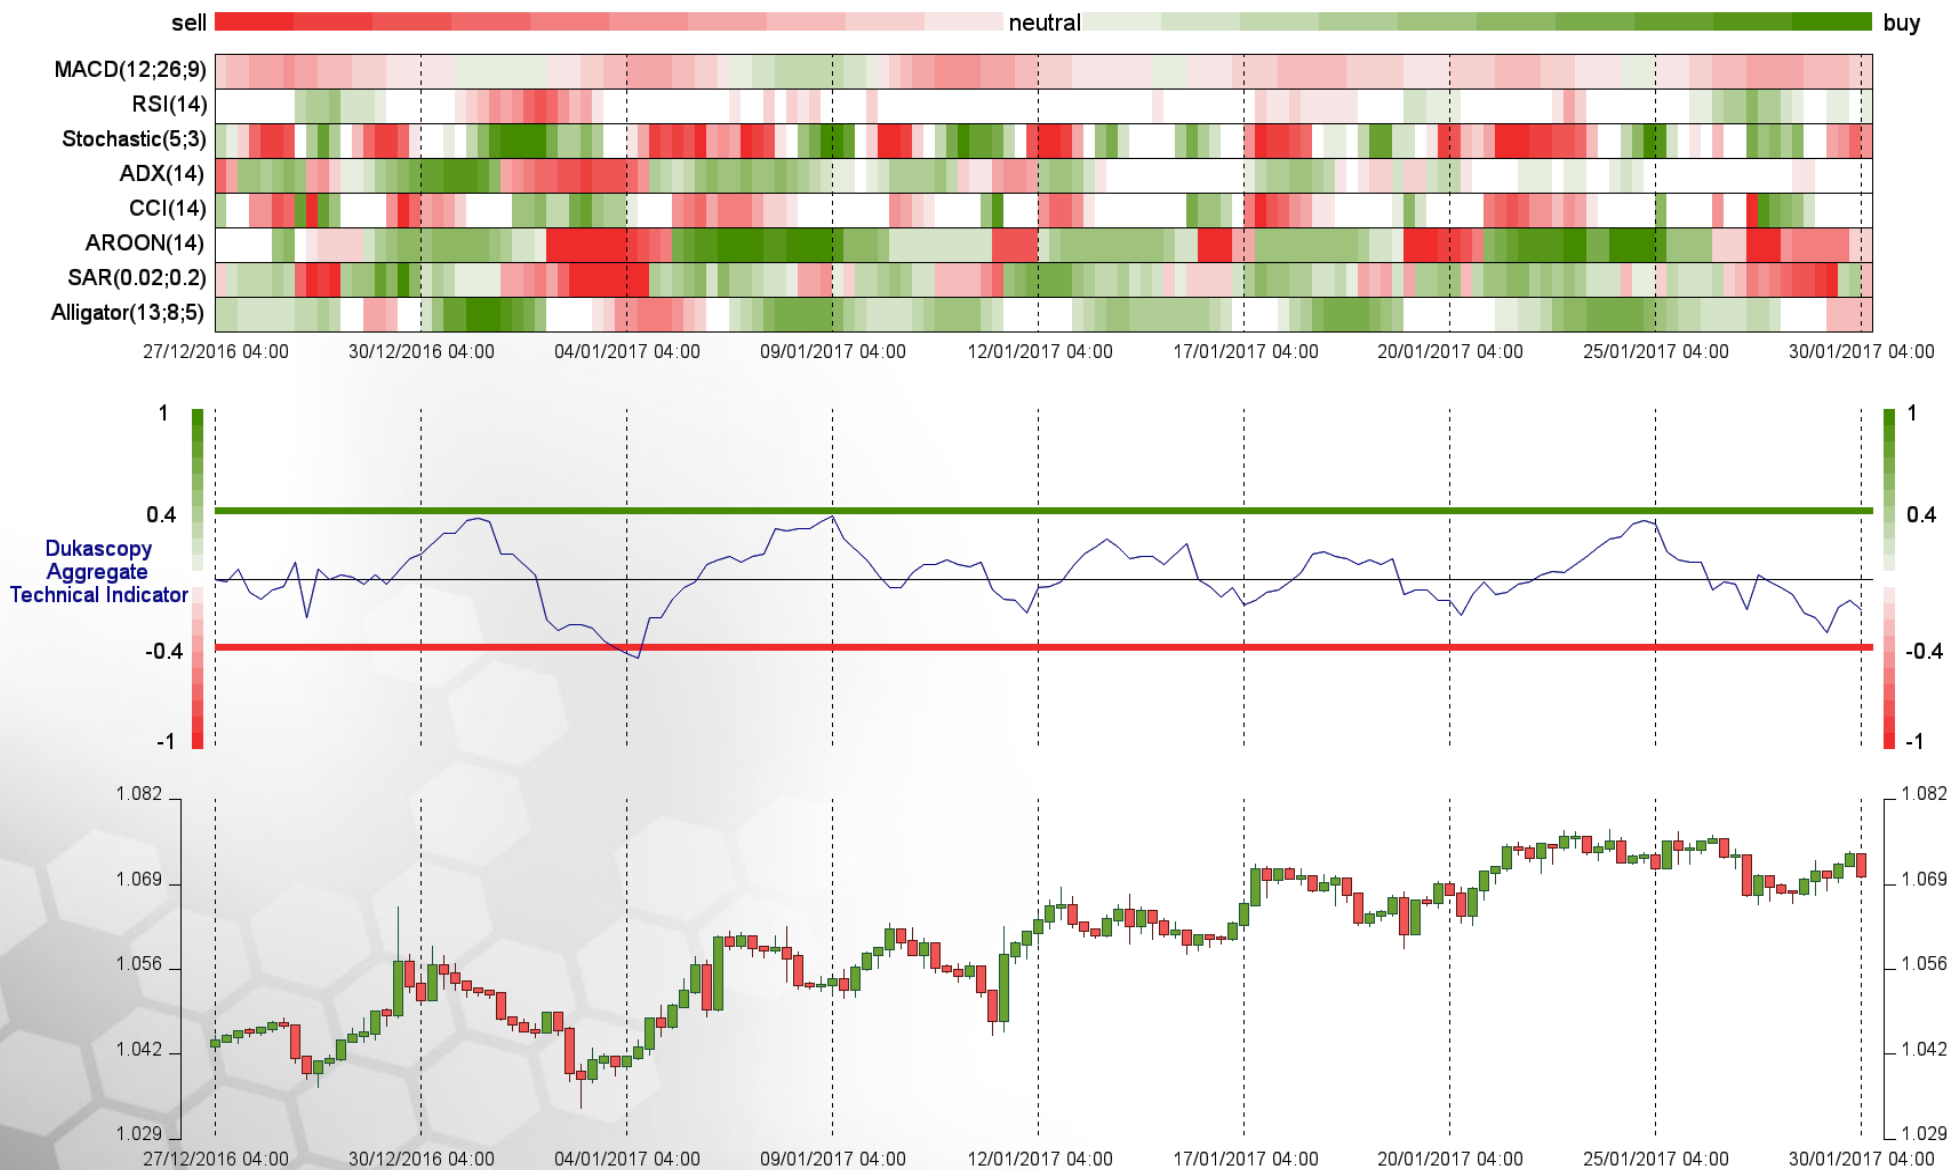 sell neutral buy
MACD(12;26;9)
RSI(14)
Stochastic(5;3)
ADX(14)
CCI(14)
AROON(14)
SAR(0.02;0.2)
Alligator(13;8;5)
27/12/2016 04:00 30/12/2016 04:00 04/01/2017 04:00 09/01/2017 04:00 12/01/2017 04:00 17/01/2017 04:00 20/01/2017 04:00 25/01/2017 04:00 30/01/2017 04:00
1 1
0.4 0.4
Dukascopy
Aggregate
Technical Indicator
-0.4 -0.4
-1 -1
1.082 1.082
1.069 1.069
1.056 1.056
1.042 1.042
1.029 1.029
27/12/2016 04:00 30/12/2016 04:00 04/01/2017 04:00 09/01/2017 04:00 12/01/2017 04:00 17/01/2017 04:00 20/01/2017 04:00 25/01/2017 04:00 30/01/2017 04:00